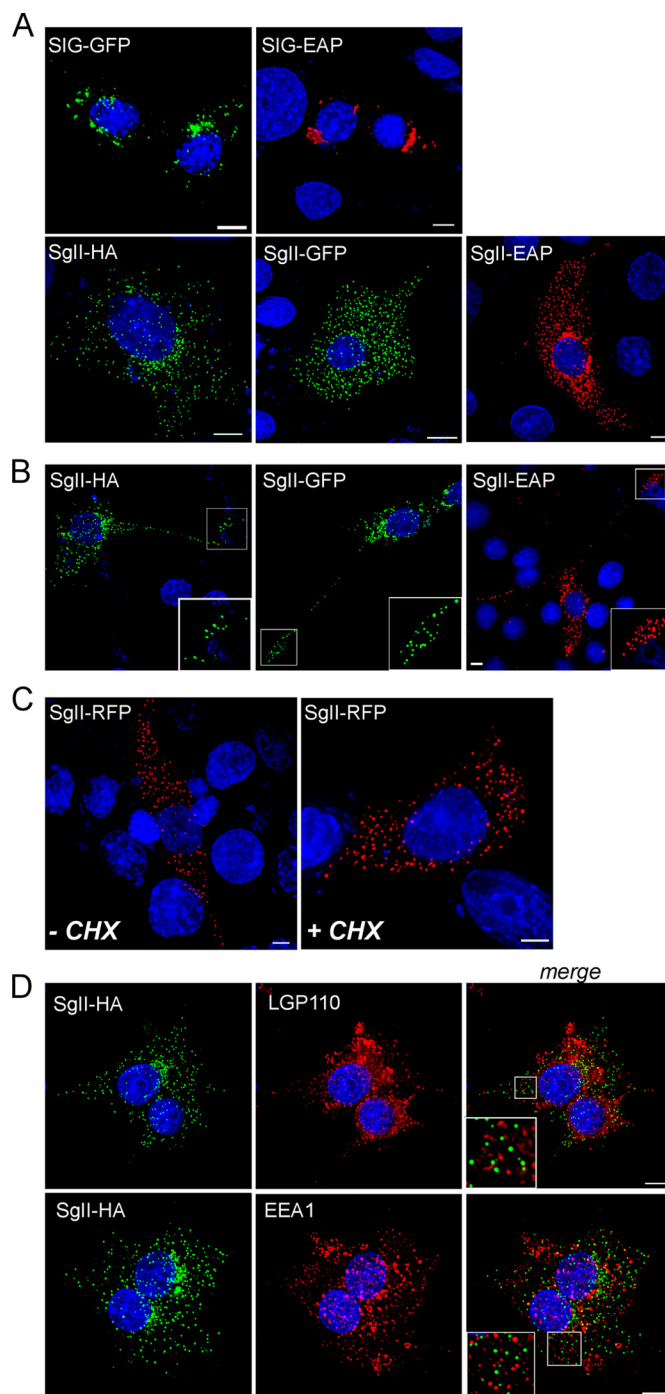 A
SIG-GFP
SIG-EAP
SgII-HA
SgII-GFP
SgII-EAP
B
SgII-HA
SgII-GFP
SgII-EAP
C
SgII-RFP
SgII-RFP
- CHX
+ CHX
D
merge
SgII-HA
LGP110
SgII-HA
EEA1